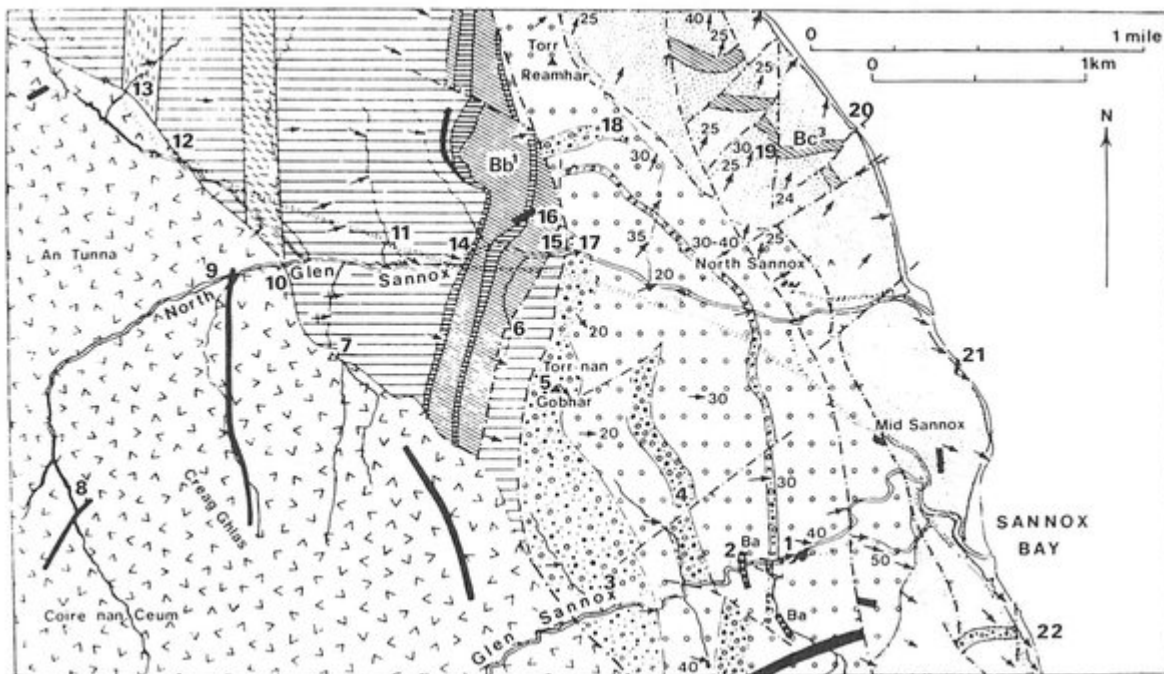 0 1 mile
0 1km
N
25 40 25
Torr
Reamhar
25
20
13
12
18
30
25
30 19
25
Bc³
Bb¹
25
24
16
35
An Tunna
11
14
15
17
30-40
25
9
10
Glen
Sannox
North Sannox
20
North
7
6
20
21
Torr nan
Gobhar
5
30
20
Mid Sannox
8
Creag Ghlas
4
30
SANNOX
BAY
2
Ba
1
40
50
3
Glen Sannox
Ba
Coire nan Ceum
22
40